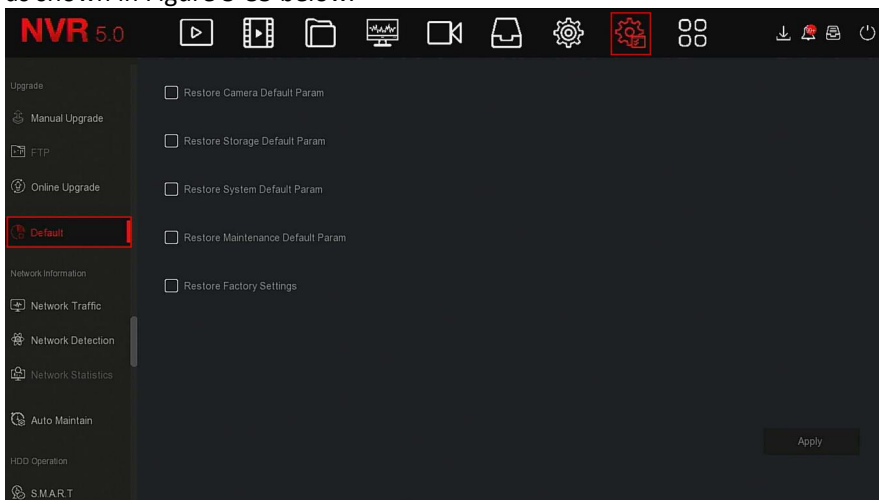 as shown in Figure below:
NVR 5.0
Upgrade
Manual Upgrade
FTP
Online Upgrade
Default
Network Information
Network Traffic
Network Detection
Network Statistics
Auto Maintain
HDD Operation
S.M.A.R.T
Restore Camera Default Param
Restore Storage Default Param
Restore System Default Param
Restore Maintenance Default Param
Restore Factory Settings
Apply